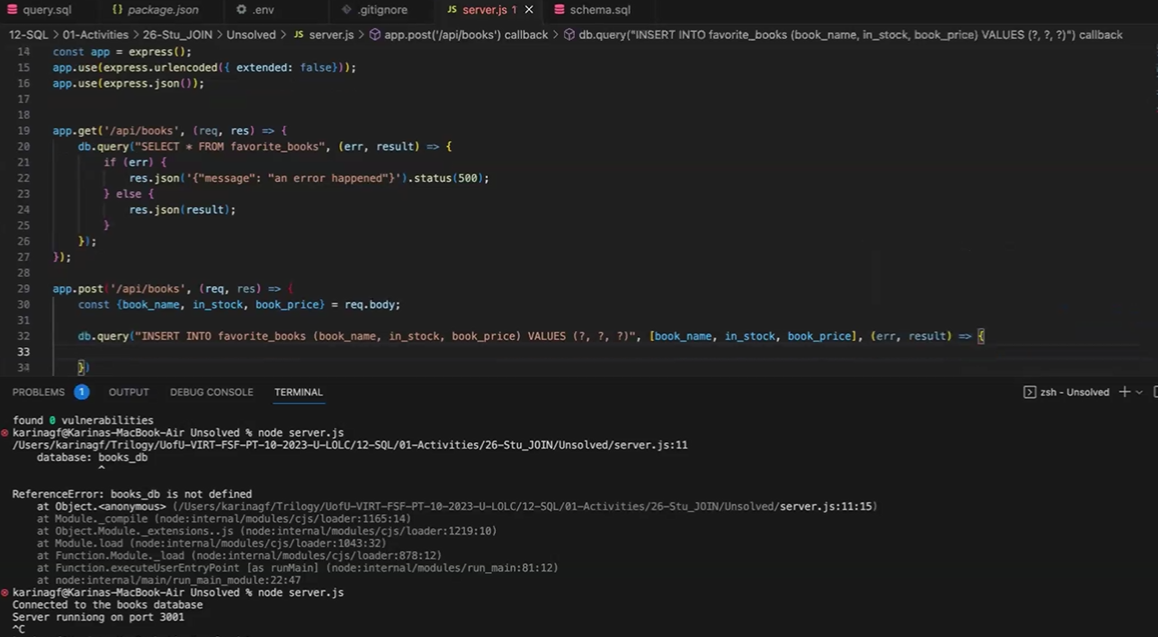 query.sql
{} package.json
.env
.gitignore
JS server.js 1 ×
schema.sql
12-SQL > 01-Activities > 26-Stu_JOIN > Unsolved > JS server.js > app.post('/api/books') callback > db.query("INSERT INTO favorite_books (book_name, in_stock, book_price) VALUES (?, ?, ?)") callback
14 const app = express();
15 app.use(express.urlencoded({ extended: false}));
16 app.use(express.json());
17
18
19 app.get('/api/books', (req, res) => {
20 db.query("SELECT * FROM favorite_books", (err, result) => {
21 if (err) {
22 res.json('{"message": "an error happened"}').status(500);
23 } else {
24 res.json(result);
25 }
26 });
27 });
28
29 app.post('/api/books', (req, res) => {
30 const {book_name, in_stock, book_price} = req.body;
31
32 db.query("INSERT INTO favorite_books (book_name, in_stock, book_price) VALUES (?, ?, ?)", [book_name, in_stock, book_price], (err, result) => {
33
34 })
PROBLEMS 1 OUTPUT DEBUG CONSOLE TERMINAL
zsh - Unsolved
found 0 vulnerabilities
karinagf@Karinas-MacBook-Air Unsolved % node server.js
/Users/karinagf/Trilogy/UofU-VIRT-FSF-PT-10-2023-U-LOLC/12-SQL/01-Activities/26-Stu_JOIN/Unsolved/server.js:11
database: books_db
^
ReferenceError: books_db is not defined
at Object.<anonymous> (/Users/karinagf/Trilogy/UofU-VIRT-FSF-PT-10-2023-U-LOLC/12-SQL/01-Activities/26-Stu_JOIN/Unsolved/server.js:11:15)
at Module._compile (node:internal/modules/cjs/loader:1165:14)
at Object.Module._extensions..js (node:internal/modules/cjs/loader:1219:10)
at Module.load (node:internal/modules/cjs/loader:1043:32)
at Function.Module._load (node:internal/modules/cjs/loader:878:12)
at Function.executeUserEntryPoint [as runMain] (node:internal/modules/run_main:81:12)
at node:internal/main/run_main_module:22:47
karinagf@Karinas-MacBook-Air Unsolved % node server.js
Connected to the books database
Server runniong on port 3001
^C